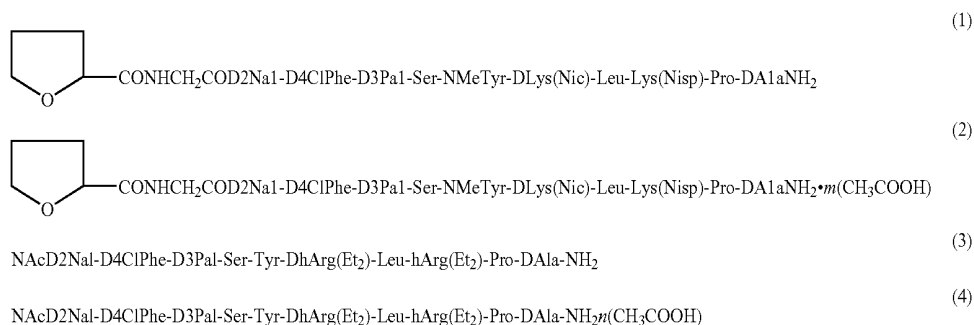 (1)
O
CONHCH₂COD2Na1-D4ClPhe-D3Pa1-Ser-NMeTyr-DLys(Nic)-Leu-Lys(Nisp)-Pro-DA1aNH₂
(2)
O
CONHCH₂COD2Na1-D4ClPhe-D3Pa1-Ser-NMeTyr-DLys(Nic)-Leu-Lys(Nisp)-Pro-DA1aNH₂•m(CH₃COOH)
(3)
NAcD2Nal-D4ClPhe-D3Pal-Ser-Tyr-DhArg(Et₂)-Leu-hArg(Et₂)-Pro-DAla-NH₂
(4)
NAcD2Nal-D4ClPhe-D3Pal-Ser-Tyr-DhArg(Et₂)-Leu-hArg(Et₂)-Pro-DAla-NH₂n(CH₃COOH)